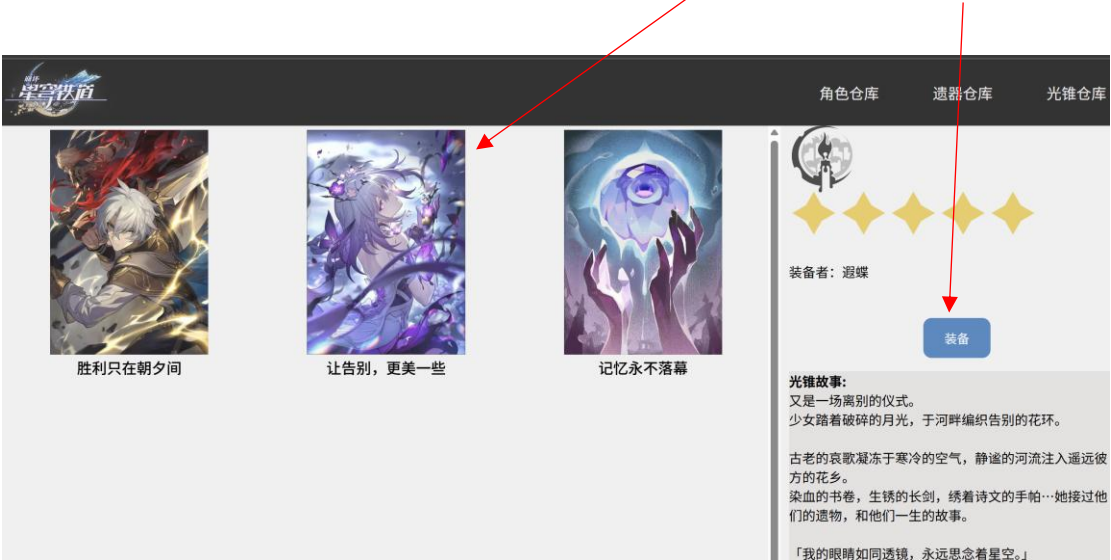 崩坏
星穹铁道
角色仓库
遗器仓库
光锥仓库
胜利只在朝夕间
让告别，更美一些
记忆永不落幕
装备者：遐蝶
装备
光锥故事:
又是一场离别的仪式。
少女踏着破碎的月光，于河畔编织告别的花环。
古老的哀歌凝冻于寒冷的空气，静谧的河流注入遥远彼
方的花乡。
染血的书卷，生锈的长剑，绣着诗文的手帕…她接过他
们的遗物，和他们一生的故事。
「我的眼睛如同透镜，永远思念着星空。」